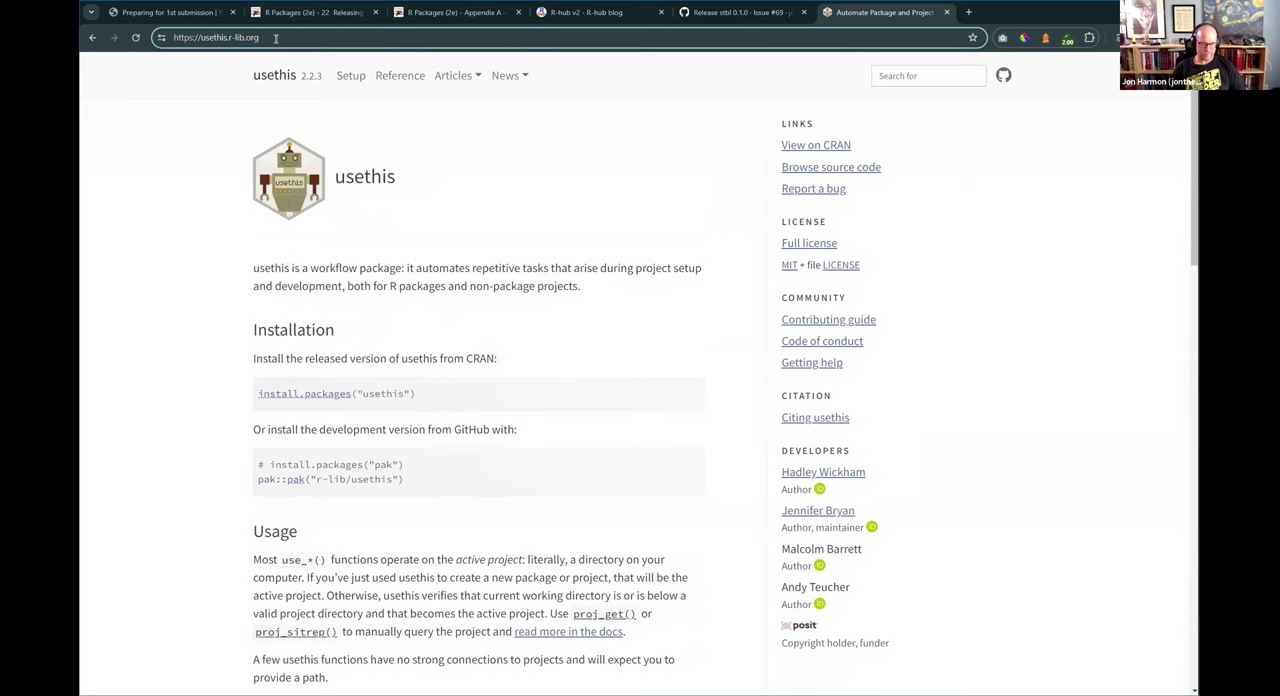 Preparing for 1st submission | R
R Packages (2e) - 22 Releasing
R Packages (2e) - Appendix A
R-hub v2 - R-hub blog
Release stbl 0.1.0 · Issue #69 · jo
Automate Package and Project
https://usethis.r-lib.org
2.00
Jon Harmon (jonthe...
usethis 2.2.3 Setup Reference Articles News
Search for
usethis
usethis
usethis is a workflow package: it automates repetitive tasks that arise during project setup
and development, both for R packages and non-package projects.
Installation
Install the released version of usethis from CRAN:
install.packages("usethis")
Or install the development version from GitHub with:
# install.packages("pak")
pak::pak("r-lib/usethis")
Usage
Most use_*() functions operate on the active project: literally, a directory on your
computer. If you've just used usethis to create a new package or project, that will be the
active project. Otherwise, usethis verifies that current working directory is or is below a
valid project directory and that becomes the active project. Use proj_get() or
proj_sitrep() to manually query the project and read more in the docs.
A few usethis functions have no strong connections to projects and will expect you to
provide a path.
LINKS
View on CRAN
Browse source code
Report a bug
LICENSE
Full license
MIT + file LICENSE
COMMUNITY
Contributing guide
Code of conduct
Getting help
CITATION
Citing usethis
DEVELOPERS
Hadley Wickham
Author iD
Jennifer Bryan
Author, maintainer iD
Malcolm Barrett
Author iD
Andy Teucher
Author iD
posit
Copyright holder, funder